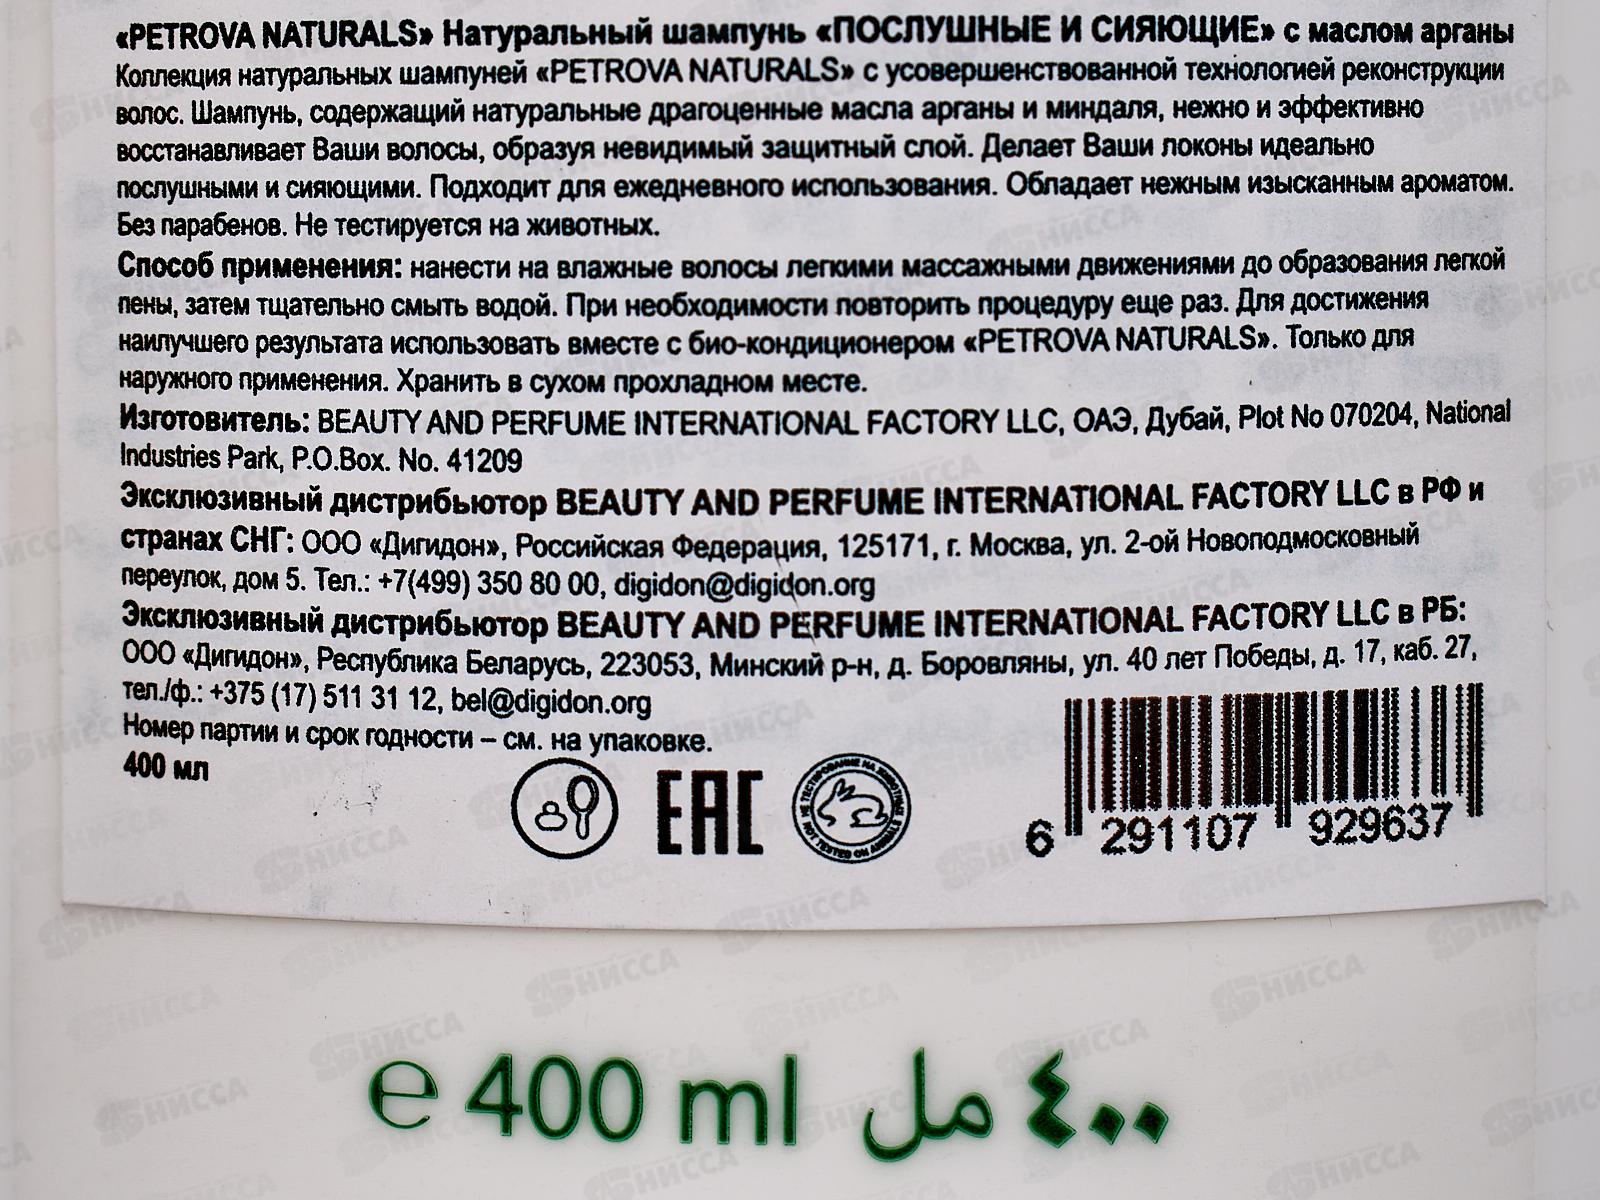 «PETROVA NATURALS» Натуральный шампунь «ПОСЛУШНЫЕ И СИЯЮЩИЕ» с маслом арганы
Коллекция натуральных шампуней «PETROVA NATURALS» с усовершенствованной технологией реконструкции
волос. Шампунь, содержащий натуральные драгоценные масла арганы и миндаля, нежно и эффективно
восстанавливает Ваши волосы, образуя невидимый защитный слой. Делает Ваши локоны идеально
послушными и сияющими. Подходит для ежедневного использования. Обладает нежным изысканным ароматом.
Без парабенов. Не тестируется на животных.
Способ применения: нанести на влажные волосы легкими массажными движениями до образования легкой
пены, затем тщательно смыть водой. При необходимости повторить процедуру еще раз. Для достижения
наилучшего результата использовать вместе с био-кондиционером «PETROVA NATURALS». Только для
наружного применения. Хранить в сухом прохладном месте.
Изготовитель: BEAUTY AND PERFUME INTERNATIONAL FACTORY LLC, ОАЭ, Дубай, Plot No 070204, National
Industries Park, P.O.Box. No. 41209
Эксклюзивный дистрибьютор BEAUTY AND PERFUME INTERNATIONAL FACTORY LLC в РФ и
странах СНГ: ООО «Дигидон», Российская Федерация, 125171, г. Москва, ул. 2-ой Новоподмосковный
переулок, дом 5. Тел.: +7(499) 350 80 00, digidon@digidon.org
Эксклюзивный дистрибьютор BEAUTY AND PERFUME INTERNATIONAL FACTORY LLC в РБ:
ООО «Дигидон», Республика Беларусь, 223053, Минский р-н, д. Боровляны, ул. 40 лет Победы, д. 17, каб. 27,
тел./ф.: +375 (17) 511 31 12, bel@digidon.org
Номер партии и срок годности – см. на упаковке.
400 мл
EAC
НЕ ТЕСТИРОВАНО НА ЖИВОТНЫХ
NOT TESTED ON ANIMALS
6 291107 929637
℮ 400 ml ٤٠٠ مل
НИССА